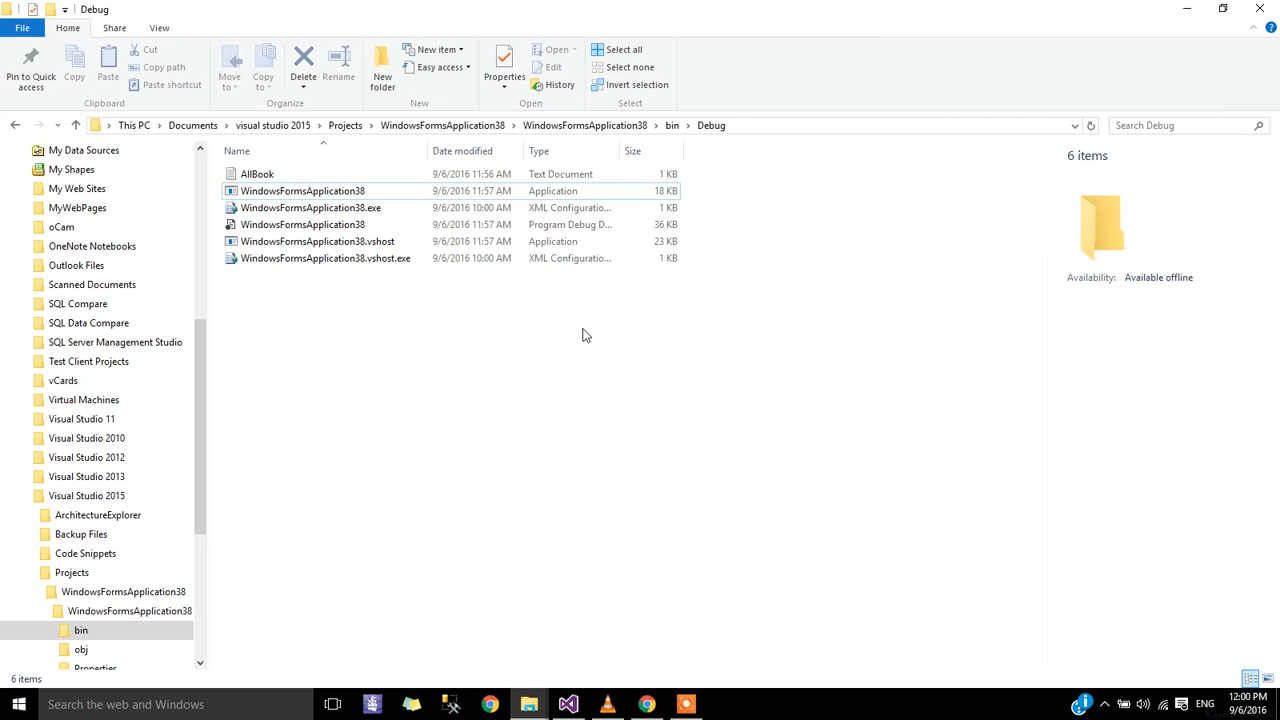 Debug
File Home Share View
Pin to Quick access
Copy
Paste
Cut
Copy path
Paste shortcut
Clipboard
Move to
Copy to
Delete
Rename
Organize
New folder
New item
Easy access
New
Properties
Open
Edit
History
Open
Select all
Select none
Invert selection
Select
This PC Documents visual studio 2015 Projects WindowsFormsApplication38 WindowsFormsApplication38 bin Debug
Search Debug
My Data Sources
My Shapes
My Web Sites
MyWebPages
oCam
OneNote Notebooks
Outlook Files
Scanned Documents
SQL Compare
SQL Data Compare
SQL Server Management Studio
Test Client Projects
vCards
Virtual Machines
Visual Studio 11
Visual Studio 2010
Visual Studio 2012
Visual Studio 2013
Visual Studio 2015
ArchitectureExplorer
Backup Files
Code Snippets
Projects
WindowsFormsApplication38
WindowsFormsApplication38
bin
obj
Properties
Name Date modified Type Size
AllBook 9/6/2016 11:56 AM Text Document 1 KB
WindowsFormsApplication38 9/6/2016 11:57 AM Application 18 KB
WindowsFormsApplication38.exe 9/6/2016 10:00 AM XML Configuratio... 1 KB
WindowsFormsApplication38 9/6/2016 11:57 AM Program Debug D... 36 KB
WindowsFormsApplication38.vshost 9/6/2016 11:57 AM Application 23 KB
WindowsFormsApplication38.vshost.exe 9/6/2016 10:00 AM XML Configuratio... 1 KB
6 items
Availability: Available offline
6 items
Search the web and Windows
ENG
12:00 PM
9/6/2016